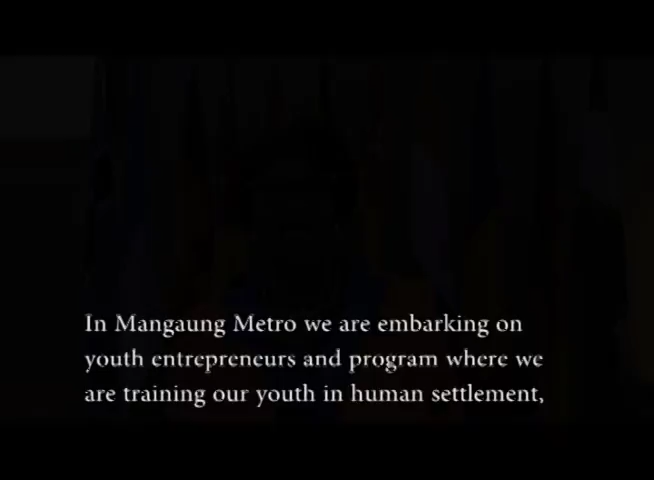 In Mangaung Metro we are embarking on
youth entrepreneurs and program where we
are training our youth in human settlement,